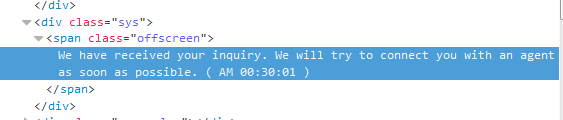 </div>
<div class="sys">
<span class="offscreen">
We have received your inquiry. We will try to connect you with an agent
as soon as possible. ( AM 00:30:01 )
</span>
</div>